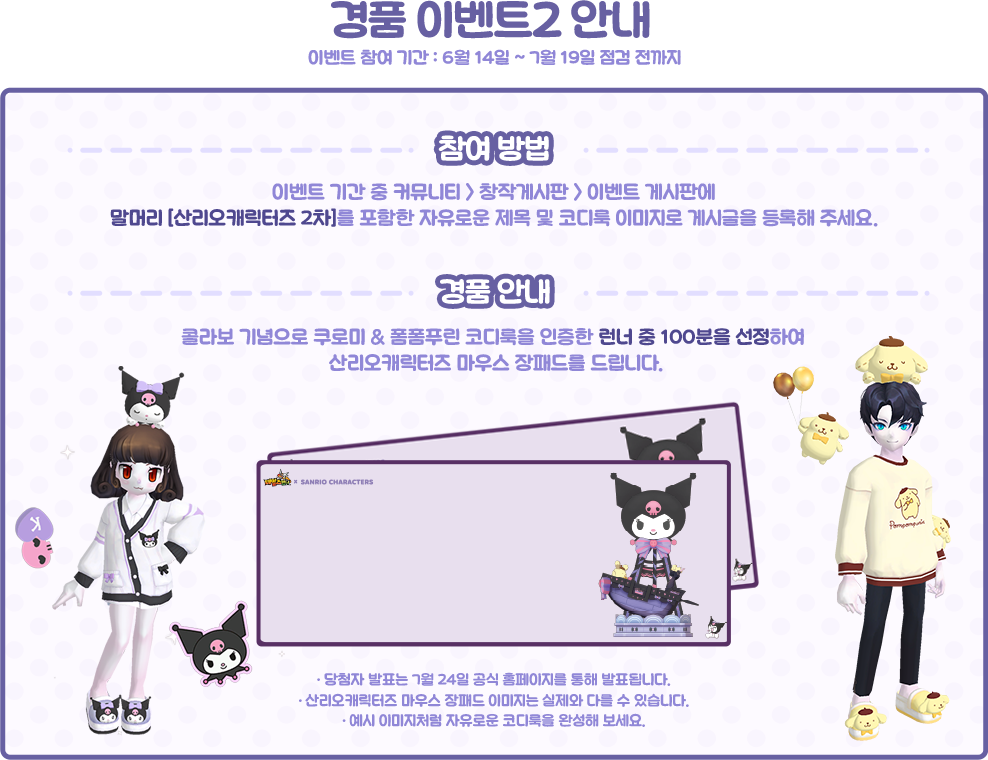 경품 이벤트2 안내
이벤트 참여 기간 : 6월 14일 ~ 7월 19일 점검 전까지
참여 방법
이벤트 기간 중 커뮤니티 > 창작게시판 > 이벤트 게시판에
말머리 [산리오캐릭터즈 2차]를 포함한 자유로운 제목 및 코디룩 이미지로 게시글을 등록해 주세요.
경품 안내
콜라보 기념으로 쿠로미 & 폼폼푸린 코디룩을 인증한 런너 중 100분을 선정하여
산리오캐릭터즈 마우스 장패드를 드립니다.
테일즈런너 × SANRIO CHARACTERS
K
Pompompurin
· 당첨자 발표는 7월 24일 공식 홈페이지를 통해 발표됩니다.
· 산리오캐릭터즈 마우스 장패드 이미지는 실제와 다를 수 있습니다.
· 예시 이미지처럼 자유로운 코디룩을 완성해 보세요.